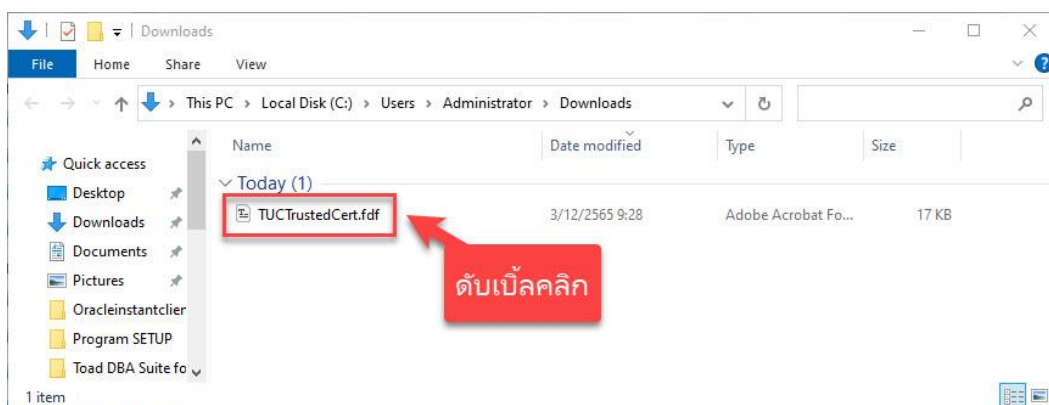 Downloads
File Home Share View
This PC > Local Disk (C:) > Users > Administrator > Downloads
Name Date modified Type Size
Quick access
Today (1)
Desktop
TUCTrustedCert.fdf 3/12/2565 9:28 Adobe Acrobat Fo... 17 KB
Downloads
Documents
Pictures
ดับเบิ้ลคลิก
Oracleinstantclier
Program SETUP
Toad DBA Suite fo
1 item